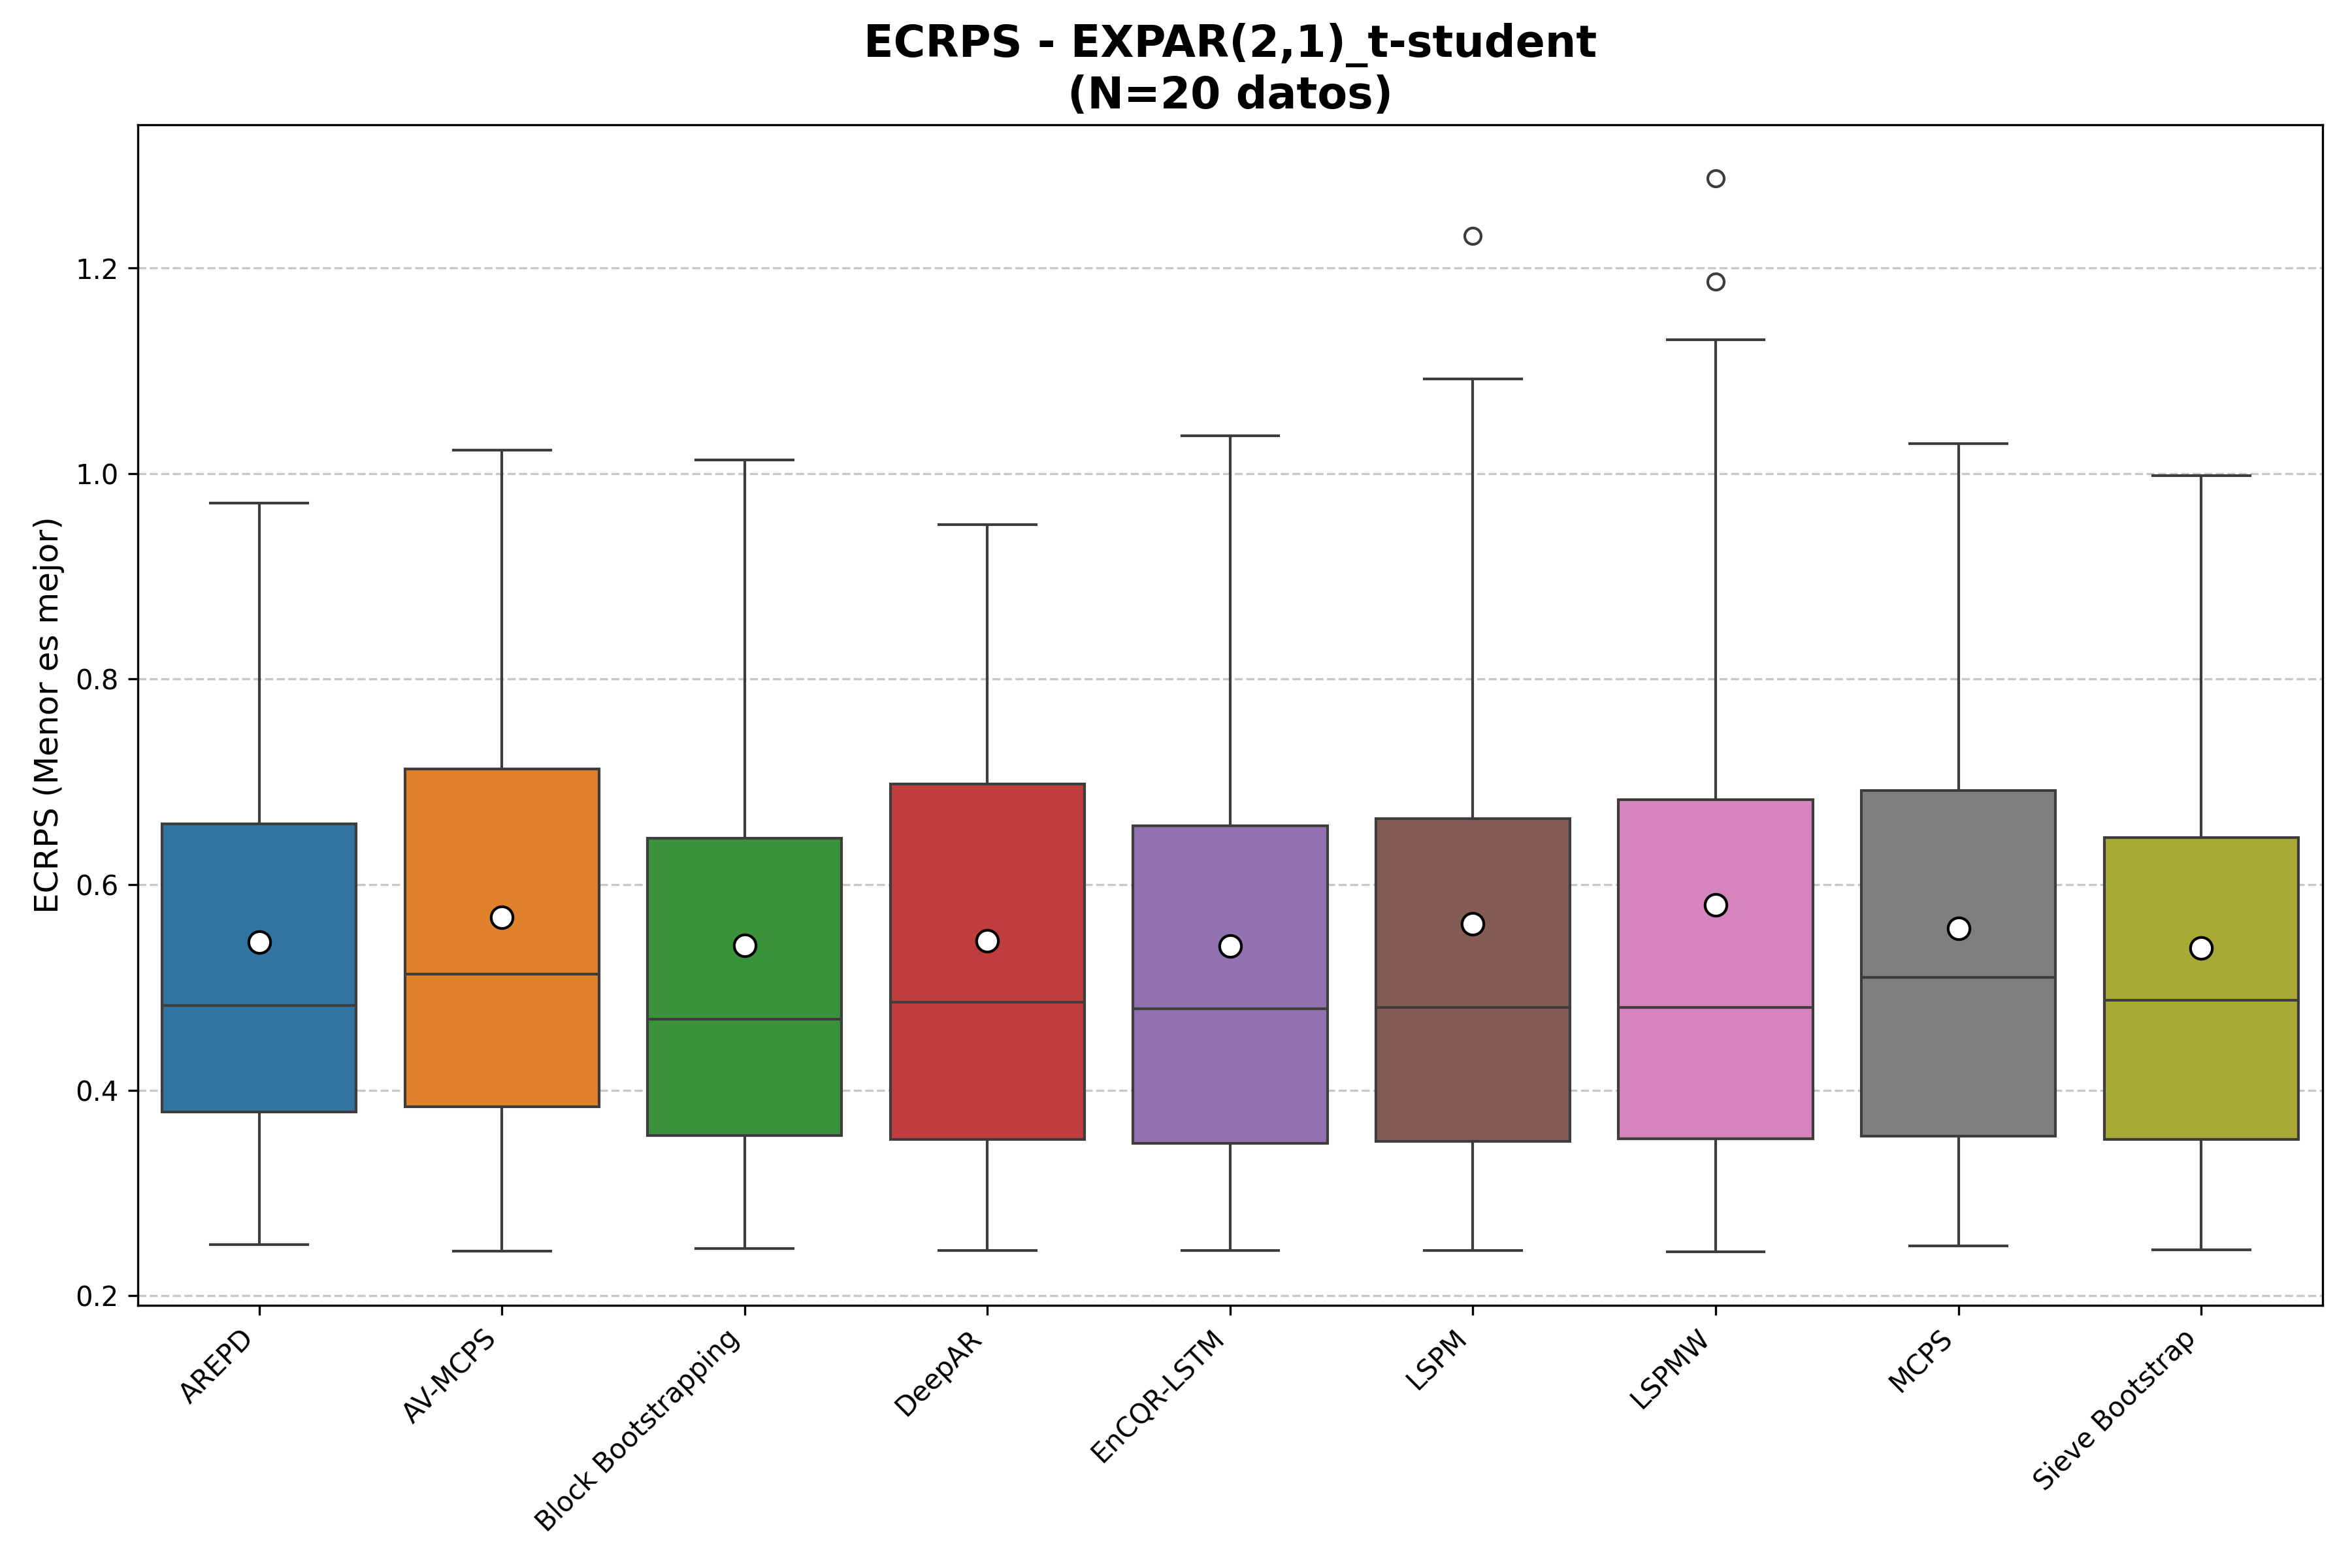 ECRPS - EXPAR(2,1)_t-student
(N=20 datos)
ECRPS (Menor es mejor)
1.2
1.0
0.8
0.6
0.4
0.2
AREPD
AV-MCPS
Block Bootstrapping
DeepAR
EnCQR-LSTM
LSPM
LSPMW
MCPS
Sieve Bootstrap